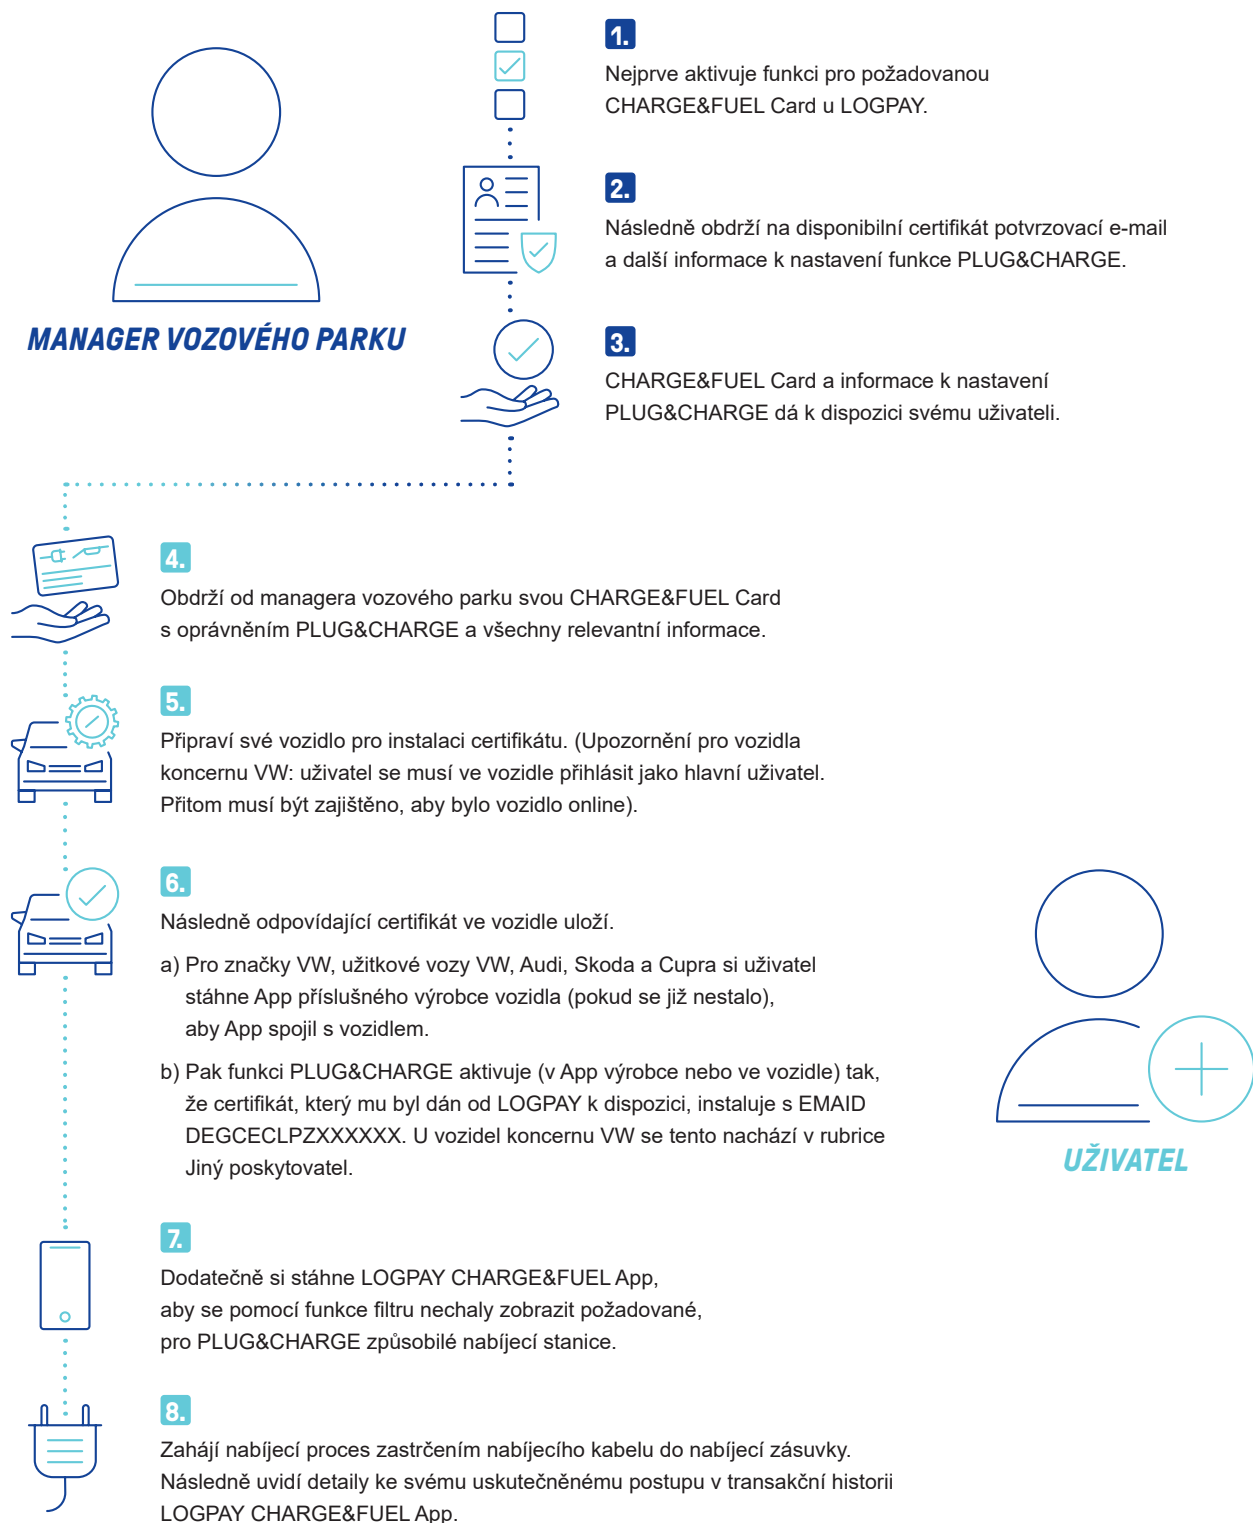 1.
Nejprve aktivuje funkci pro požadovanou
CHARGE&FUEL Card u LOGPAY.
2.
Následně obdrží na disponibilní certifikát potvrzovací e-mail
a další informace k nastavení funkce PLUG&CHARGE.
MANAGER VOZOVÉHO PARKU
3.
CHARGE&FUEL Card a informace k nastavení
PLUG&CHARGE dá k dispozici svému uživateli.
4.
Obdrží od managera vozového parku svou CHARGE&FUEL Card
s oprávněním PLUG&CHARGE a všechny relevantní informace.
5.
Připraví své vozidlo pro instalaci certifikátu. (Upozornění pro vozidla
koncernu VW: uživatel se musí ve vozidle přihlásit jako hlavní uživatel.
Přitom musí být zajištěno, aby bylo vozidlo online).
6.
Následně odpovídající certifikát ve vozidle uloží.
a) Pro značky VW, užitkové vozy VW, Audi, Skoda a Cupra si uživatel
stáhne App příslušného výrobce vozidla (pokud se již nestalo),
aby App spojil s vozidlem.
b) Pak funkci PLUG&CHARGE aktivuje (v App výrobce nebo ve vozidle) tak,
že certifikát, který mu byl dán od LOGPAY k dispozici, instaluje s EMAID
DEGCECLPZXXXXXX. U vozidel koncernu VW se tento nachází v rubrice
Jiný poskytovatel.
UŽIVATEL
7.
Dodatečně si stáhne LOGPAY CHARGE&FUEL App,
aby se pomocí funkce filtru nechaly zobrazit požadované,
pro PLUG&CHARGE způsobilé nabíjecí stanice.
8.
Zahájí nabíjecí proces zastrčením nabíjecího kabelu do nabíjecí zásuvky.
Následně uvidí detaily ke svému uskutečněnému postupu v transakční historii
LOGPAY CHARGE&FUEL App.